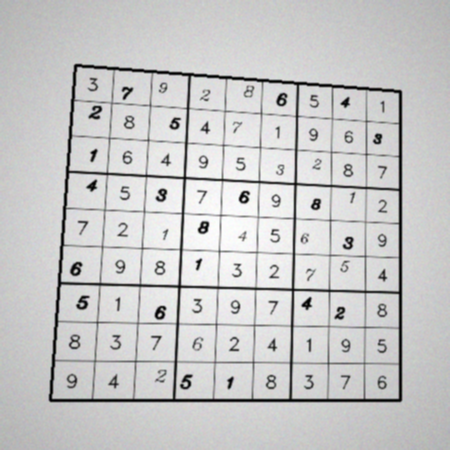 3 7 9 2 8 6 5 4 1
2 8 5 4 7 1 9 6 3
1 6 4 9 5 3 2 8 7
4 5 3 7 6 9 8 1 2
7 2 1 8 4 5 6 3 9
6 9 8 1 3 2 7 5 4
5 1 6 3 9 7 4 2 8
8 3 7 6 2 4 1 9 5
9 4 2 5 1 8 3 7 6